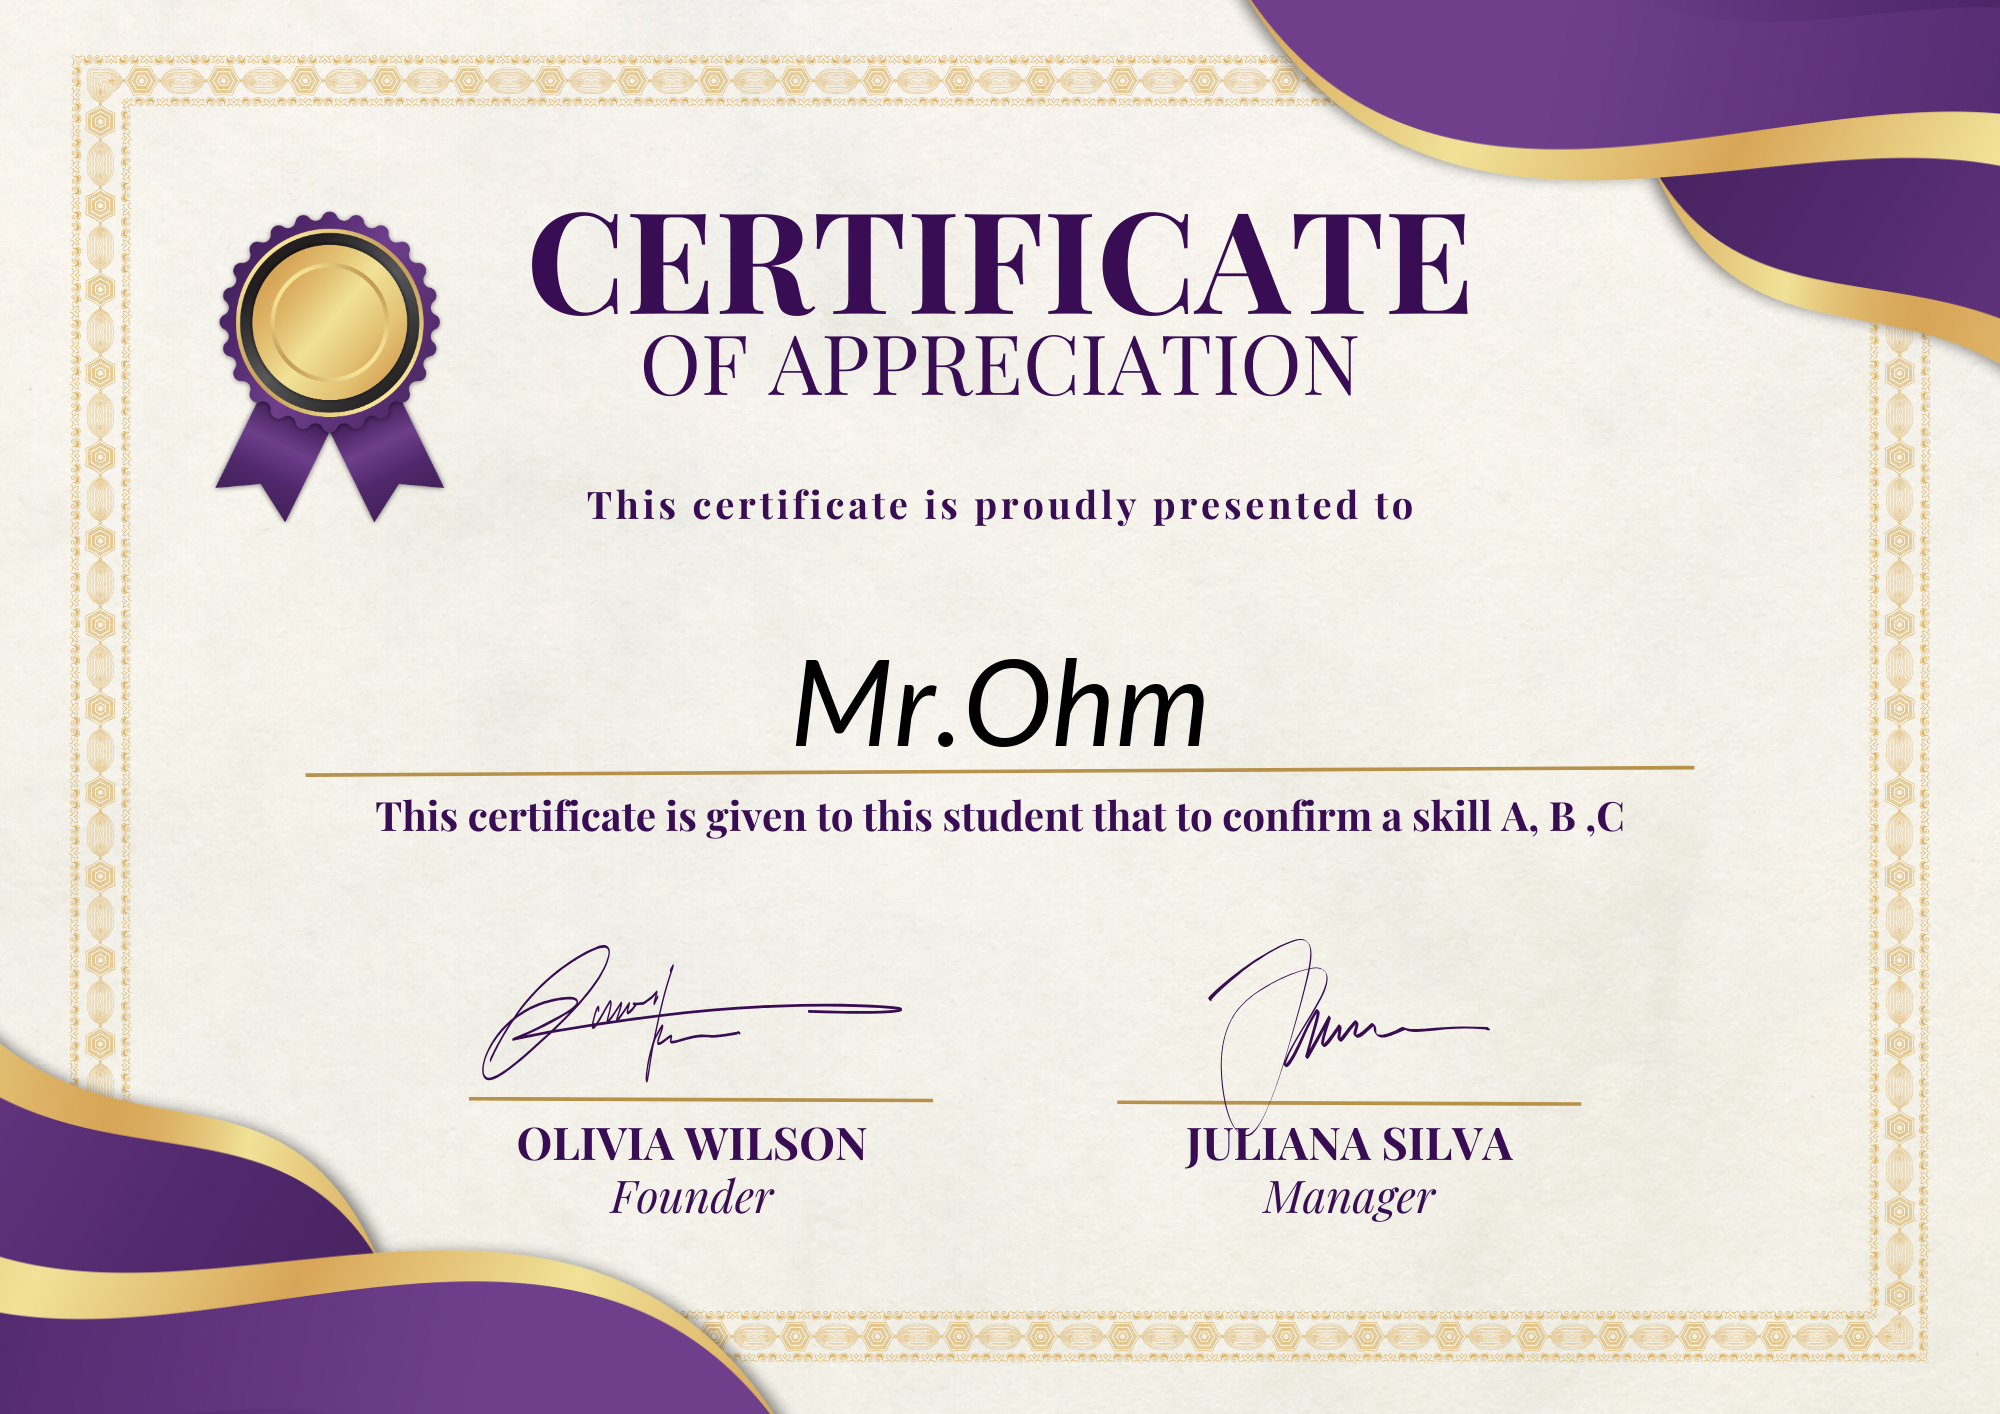 CERTIFICATE
OF APPRECIATION
This certificate is proudly presented to
Mr.Ohm
This certificate is given to this student that to confirm a skill A, B ,C
OLIVIA WILSON
Founder
JULIANA SILVA
Manager